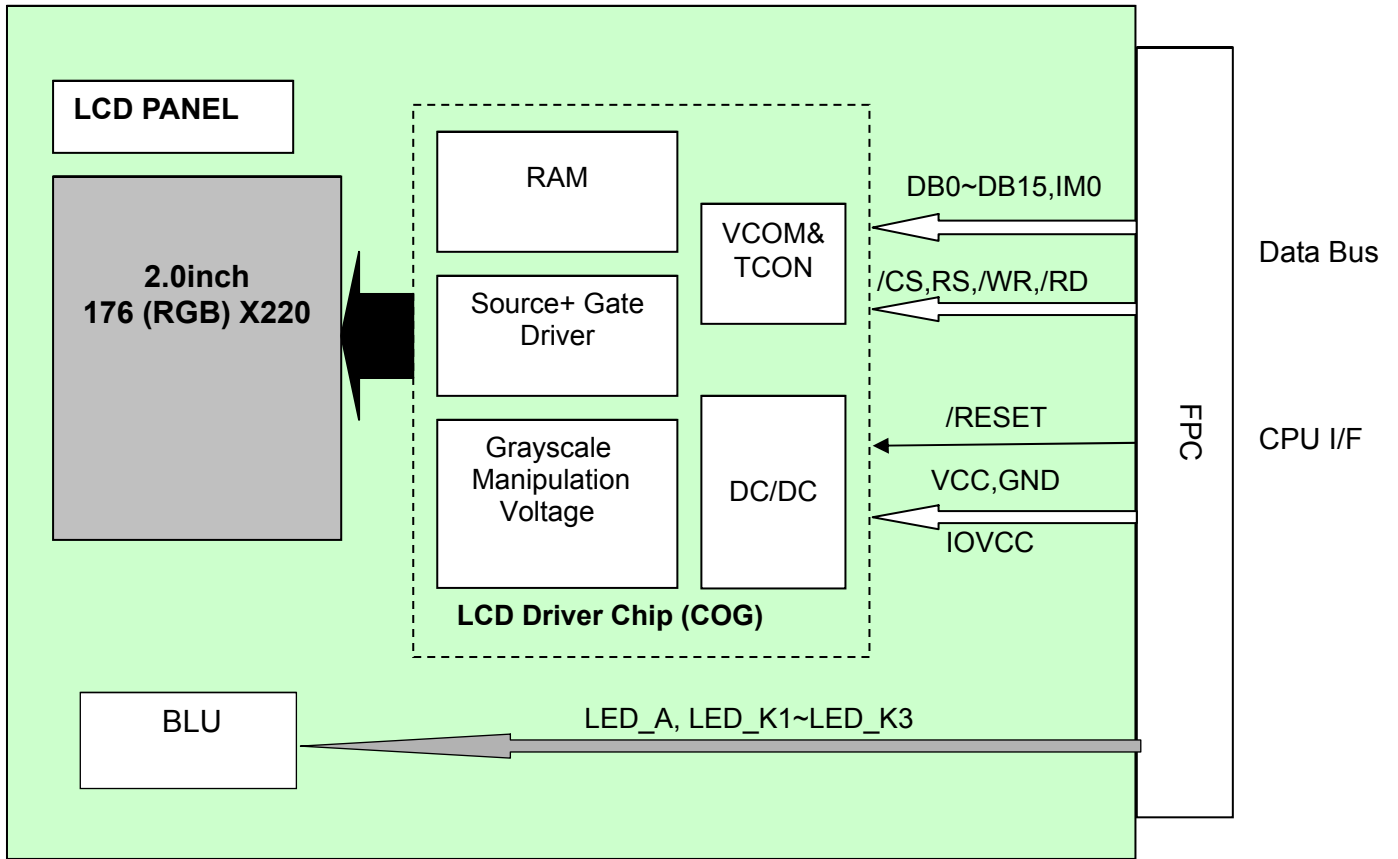 LCD PANEL
2.0inch
176 (RGB) X220
RAM
Source+ Gate
Driver
Grayscale
Manipulation
Voltage
VCOM&
TCON
DC/DC
LCD Driver Chip (COG)
DB0~DB15,IM0
/CS,RS,/WR,/RD
/RESET
VCC,GND
IOVCC
FPC
Data Bus
CPU I/F
BLU
LED_A, LED_K1~LED_K3